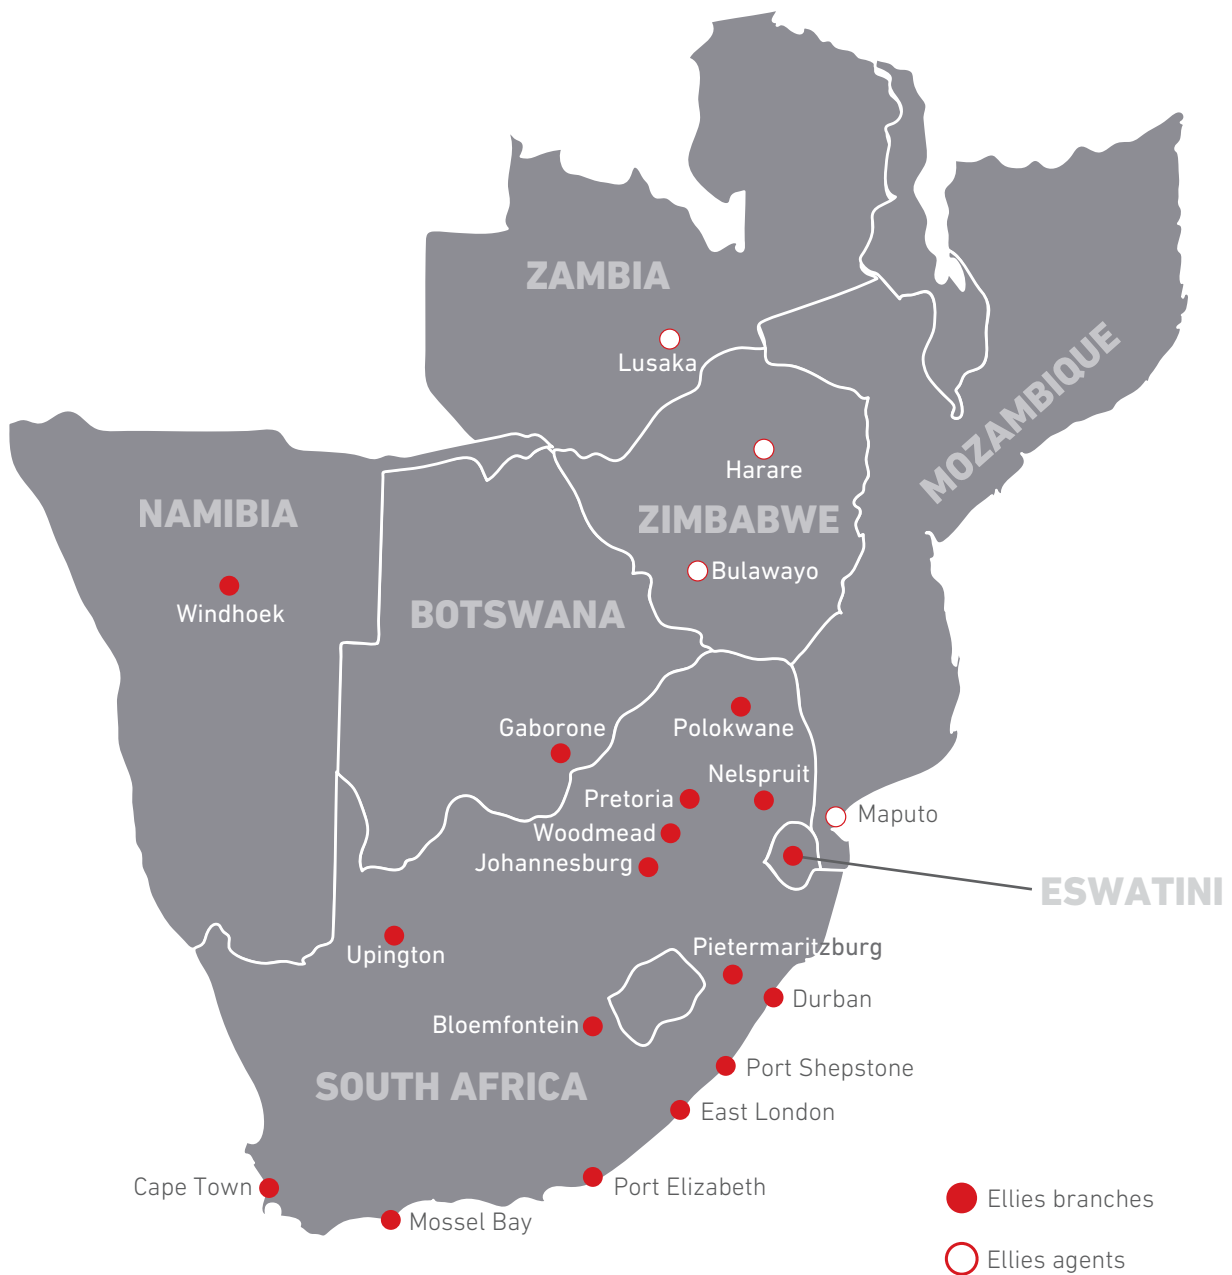 ZAMBIA
Lusaka
MOZAMBIQUE
Harare
NAMIBIA
ZIMBABWE
Bulawayo
Windhoek
BOTSWANA
Gaborone
Polokwane
Nelspruit
Pretoria
Maputo
Woodmead
Johannesburg
ESWATINI
Upington
Pietermaritzburg
Durban
Bloemfontein
Port Shepstone
SOUTH AFRICA
East London
Cape Town
Port Elizabeth
Mossel Bay
Ellies branches
Ellies agents